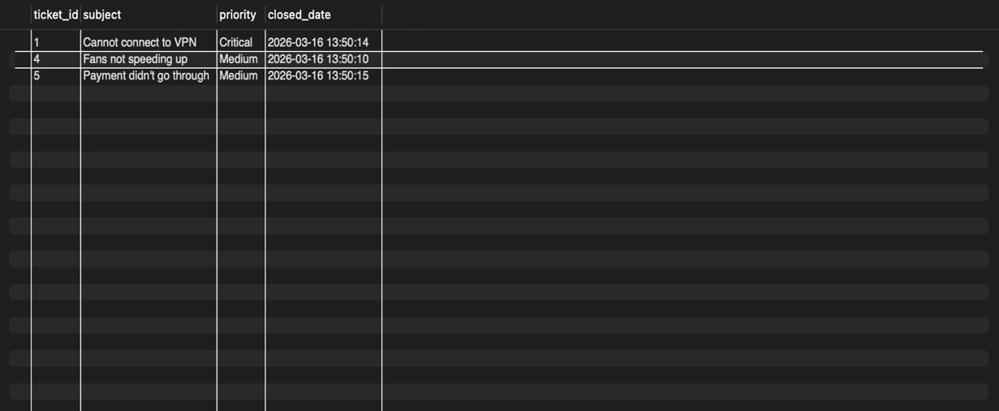 ticket_id subject priority closed_date
1 Cannot connect to VPN Critical 2026-03-16 13:50:14
4 Fans not speeding up Medium 2026-03-16 13:50:10
5 Payment didn't go through Medium 2026-03-16 13:50:15